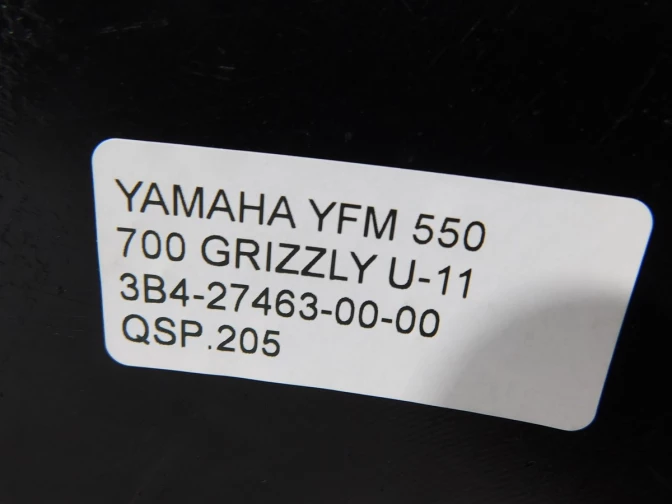 YAMAHA YFM 550
700 GRIZZLY U-11
3B4-27463-00-00
QSP.205